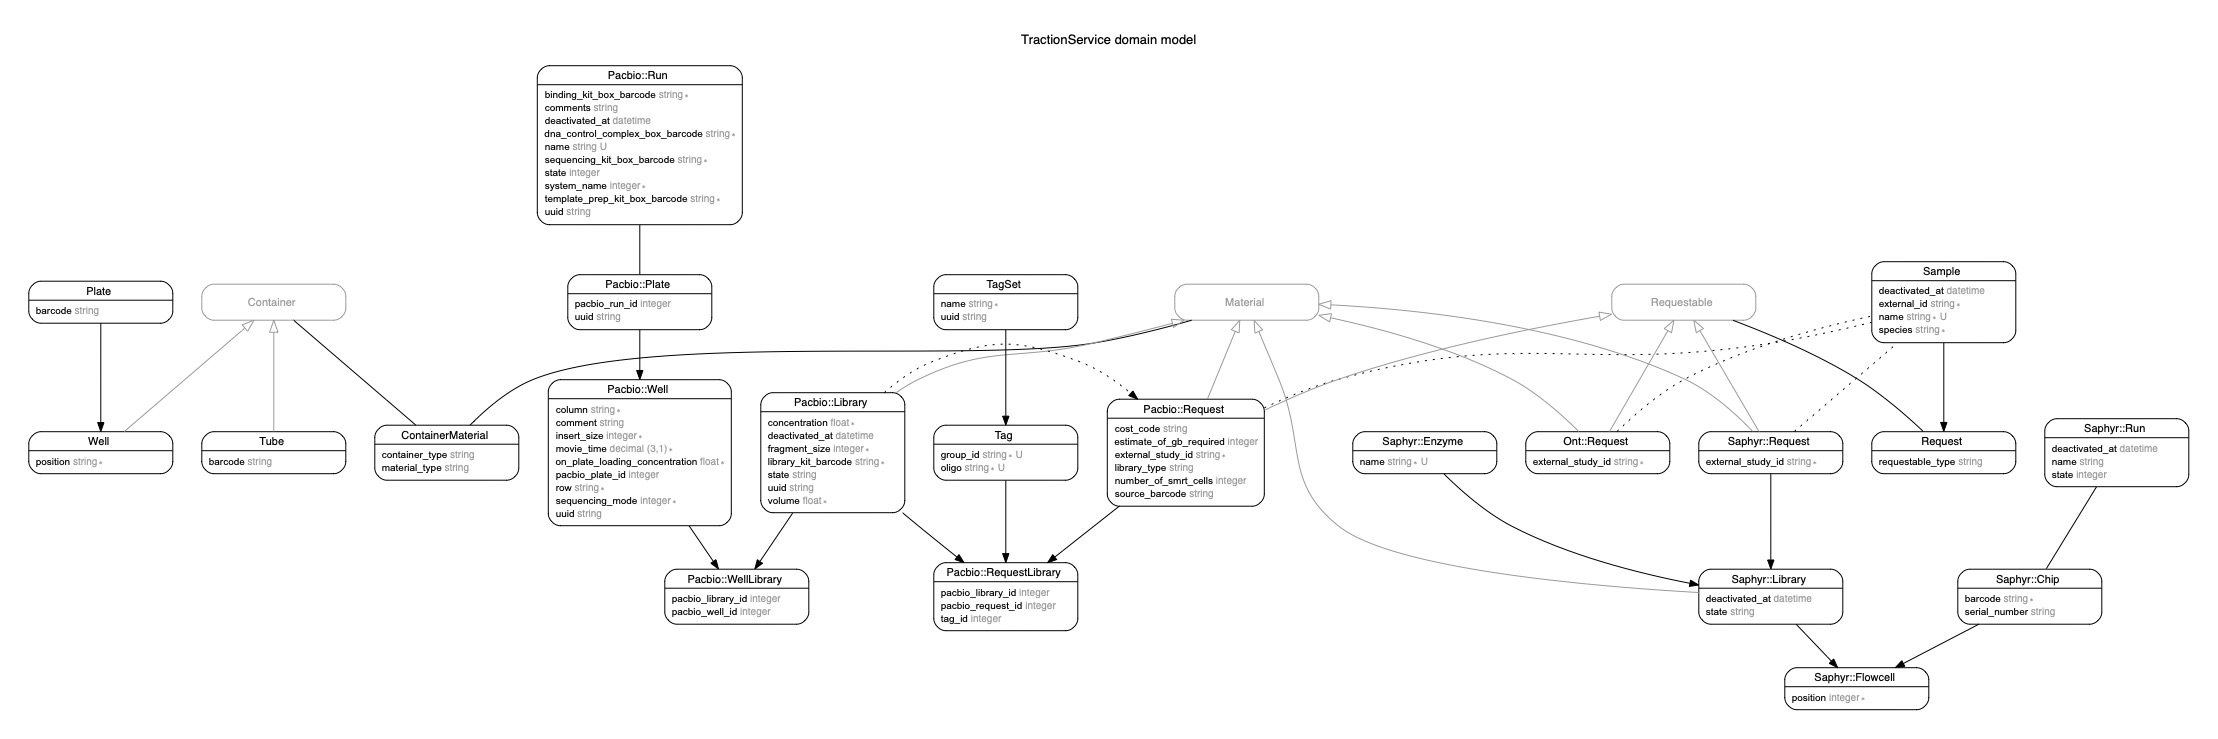 TractionService domain model
Pacbio::Run
binding_kit_box_barcode string *
comments string
deactivated_at datetime
dna_control_complex_box_barcode string *
name string U
sequencing_kit_box_barcode string *
state integer
system_name integer *
template_prep_kit_box_barcode string *
uuid string
Plate
barcode string
Container
Pacbio::Plate
pacbio_run_id integer
uuid string
TagSet
name string *
uuid string
Material
Requestable
Sample
deactivated_at datetime
external_id string *
name string * U
species string *
Well
position string *
Tube
barcode string
ContainerMaterial
container_type string
material_type string
Pacbio::Well
column string *
comment string
insert_size integer *
movie_time decimal (3,1) *
on_plate_loading_concentration float *
pacbio_plate_id integer
row string *
sequencing_mode integer *
uuid string
Pacbio::Library
concentration float *
deactivated_at datetime
fragment_size integer *
library_kit_barcode string *
state string
uuid string
volume float *
Tag
group_id string * U
oligo string * U
Pacbio::Request
cost_code string
estimate_of_gb_required integer
external_study_id string *
library_type string
number_of_smrt_cells integer
source_barcode string
Saphyr::Enzyme
name string * U
Ont::Request
external_study_id string *
Saphyr::Request
external_study_id string *
Request
requestable_type string
Saphyr::Run
deactivated_at datetime
name string
state integer
Pacbio::WellLibrary
pacbio_library_id integer
pacbio_well_id integer
Pacbio::RequestLibrary
pacbio_library_id integer
pacbio_request_id integer
tag_id integer
Saphyr::Library
deactivated_at datetime
state string
Saphyr::Chip
barcode string *
serial_number string
Saphyr::Flowcell
position integer *